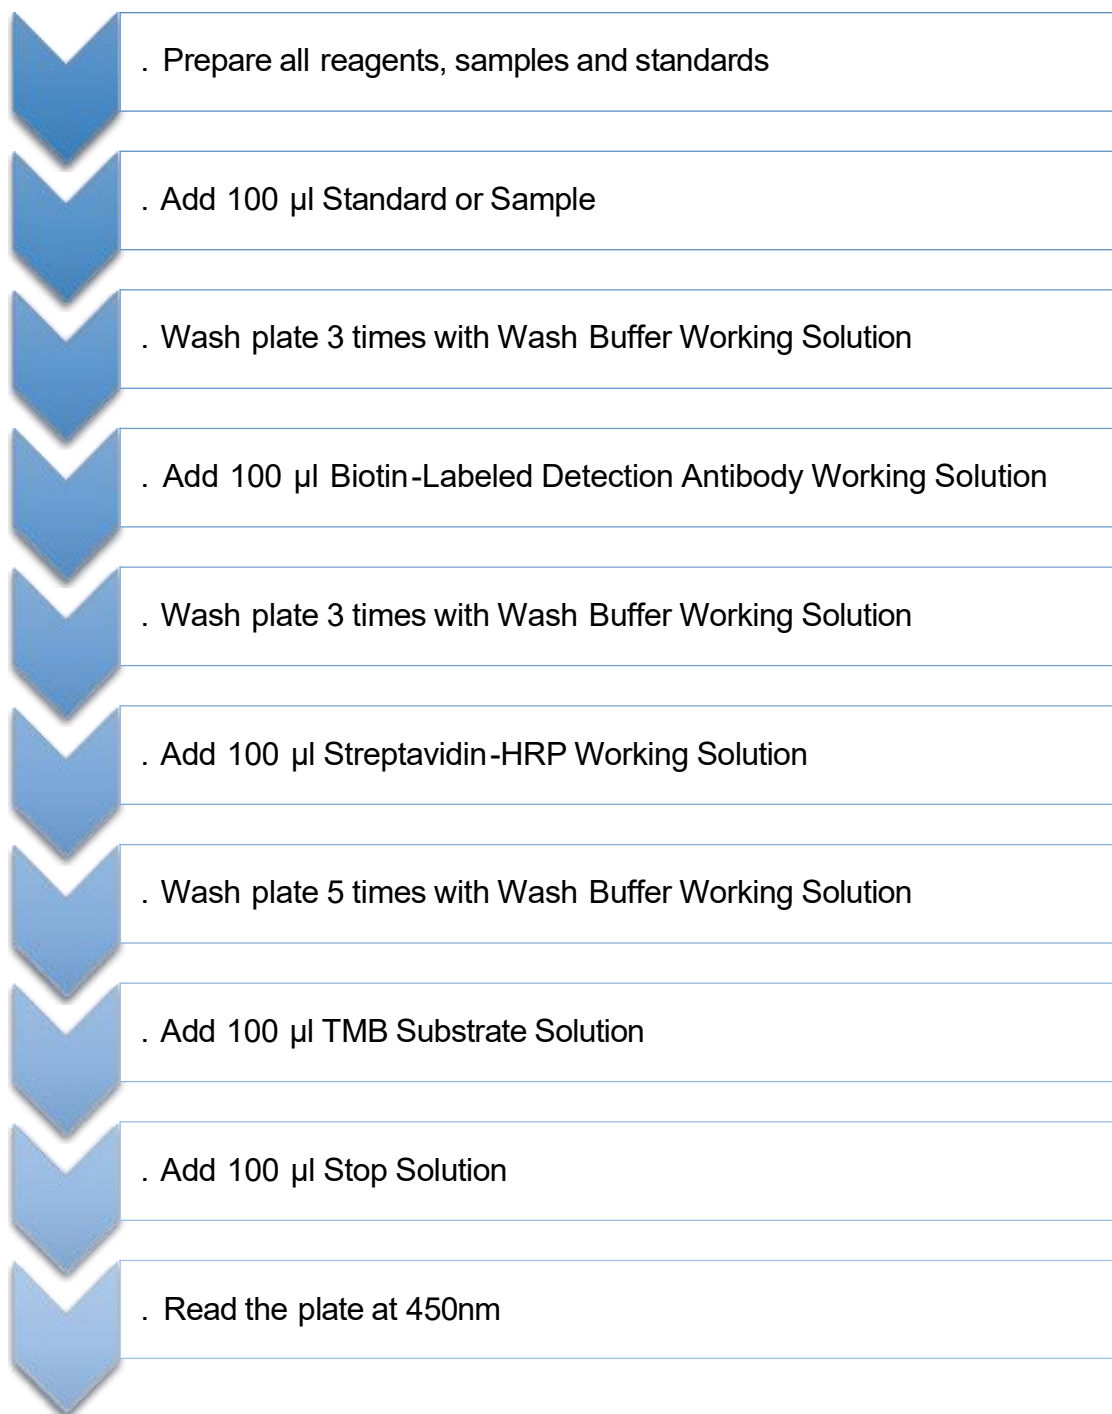 . Prepare all reagents, samples and standards
. Add 100 µl Standard or Sample
. Wash plate 3 times with Wash Buffer Working Solution
. Add 100 µl Biotin-Labeled Detection Antibody Working Solution
. Wash plate 3 times with Wash Buffer Working Solution
. Add 100 µl Streptavidin-HRP Working Solution
. Wash plate 5 times with Wash Buffer Working Solution
. Add 100 µl TMB Substrate Solution
. Add 100 µl Stop Solution
. Read the plate at 450nm